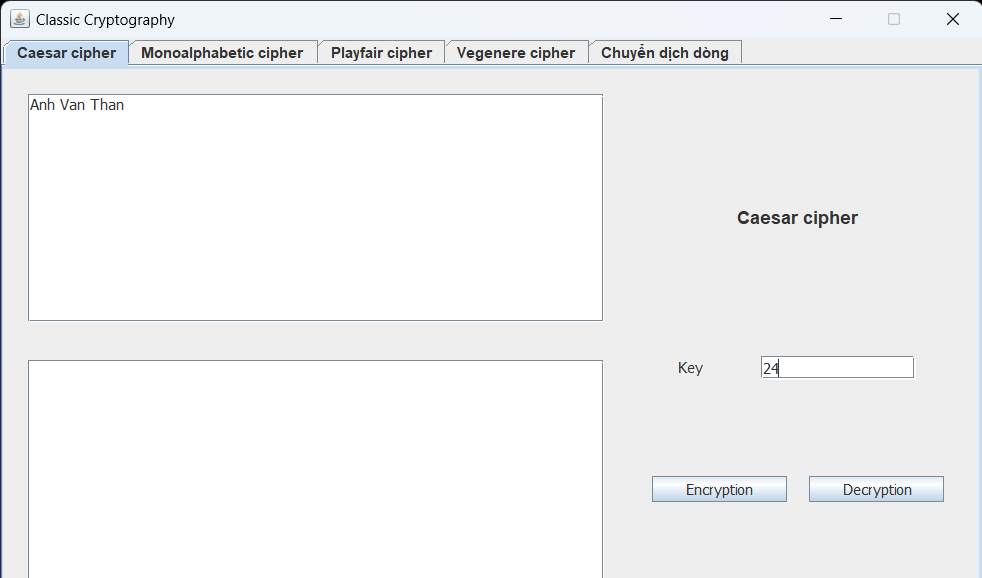 Classic Cryptography
Caesar cipher Monoalphabetic cipher Playfair cipher Vegenere cipher Chuyển dịch dòng
Anh Van Than
Caesar cipher
Key 24
Encryption Decryption